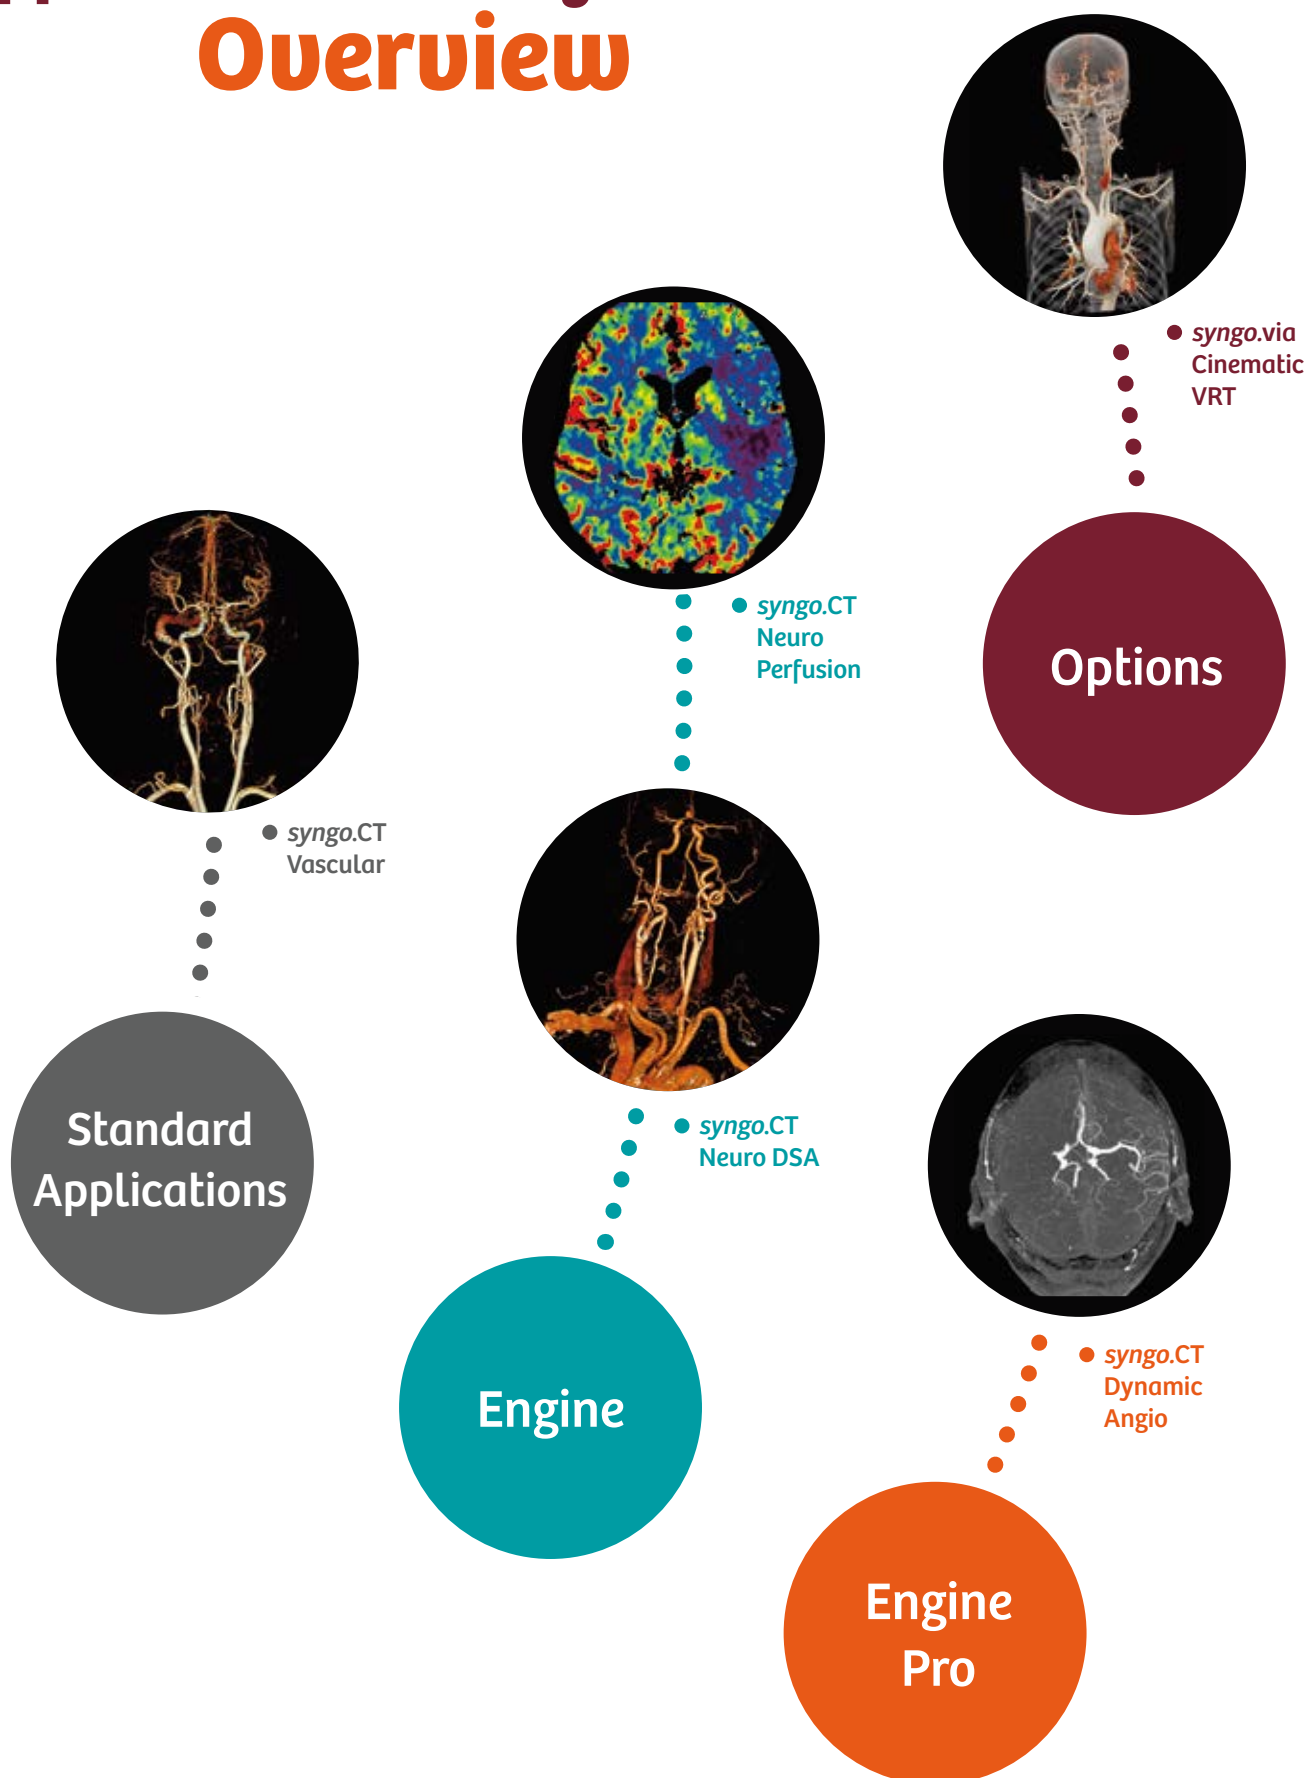 Overview
syngo.via
Cinematic
VRT
syngo.CT
Neuro
Perfusion
Options
syngo.CT
Vascular
syngo.CT
Neuro DSA
Standard
Applications
syngo.CT
Dynamic
Angio
Engine
Engine
Pro